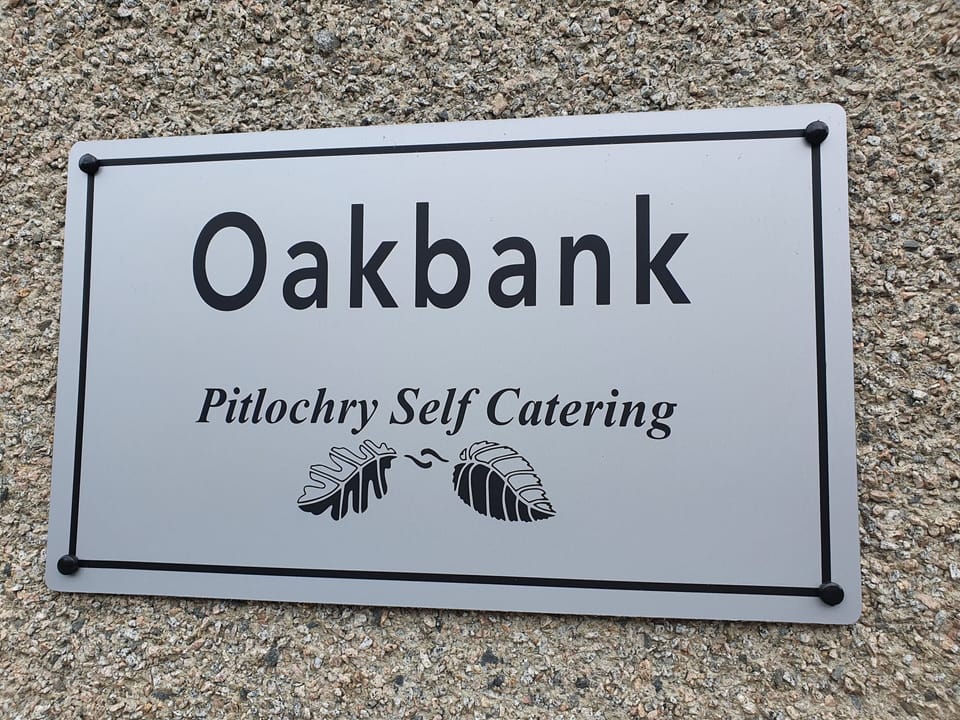 Oakbank
Pitlochry Self Catering